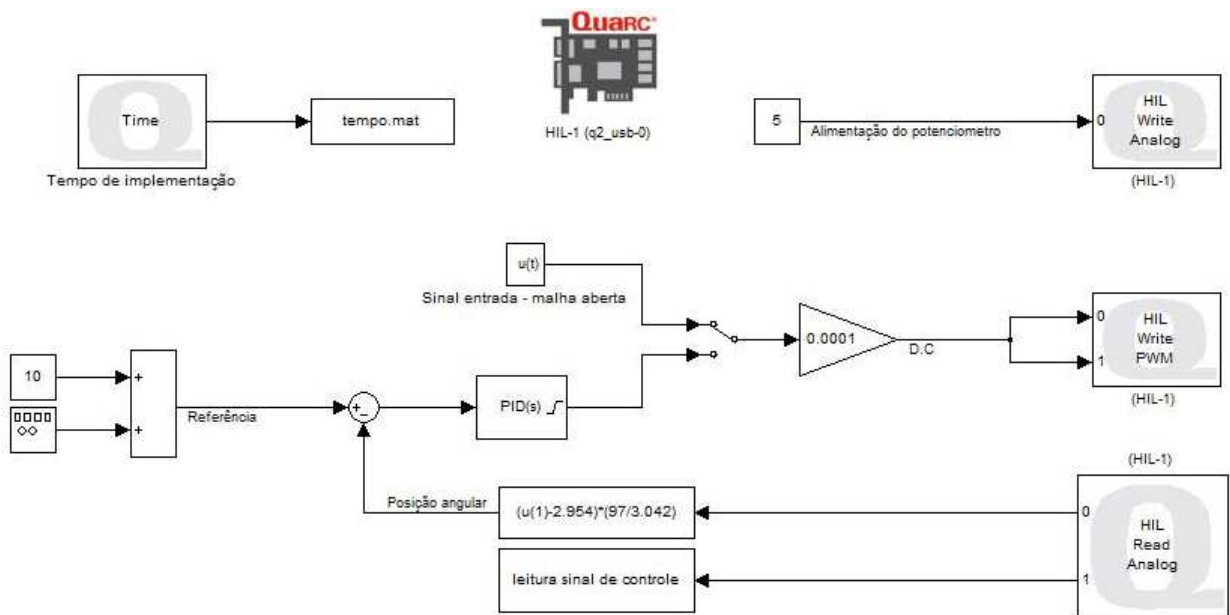 QUARC
HIL-1 (q2_usb-0)
Time
Tempo de implementação
tempo.mat
5
Alimentação do potenciometro
0
HIL
Write
Analog
(HIL-1)
u(t)
Sinal entrada - malha aberta
0.0001
D.C
0
1
HIL
Write
PWM
(HIL-1)
10
+
+
Referência
+
-
PID(s)
Posição angular
(u(1)-2.954)*(97/3.042)
leitura sinal de controle
(HIL-1)
0
1
HIL
Read
Analog